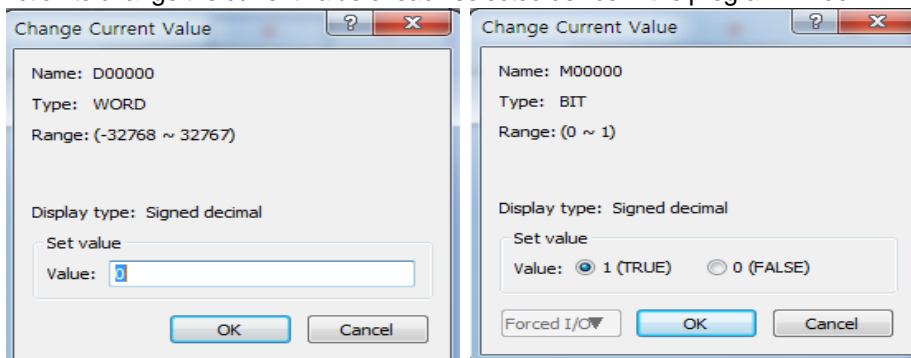 Change Current Value
Name: D00000
Type: WORD
Range: (-32768 ~ 32767)
Display type: Signed decimal
Set value
Value: 0
OK Cancel
Change Current Value
Name: M00000
Type: BIT
Range: (0 ~ 1)
Display type: Signed decimal
Set value
Value: 1 (TRUE) 0 (FALSE)
Forced I/O OK Cancel